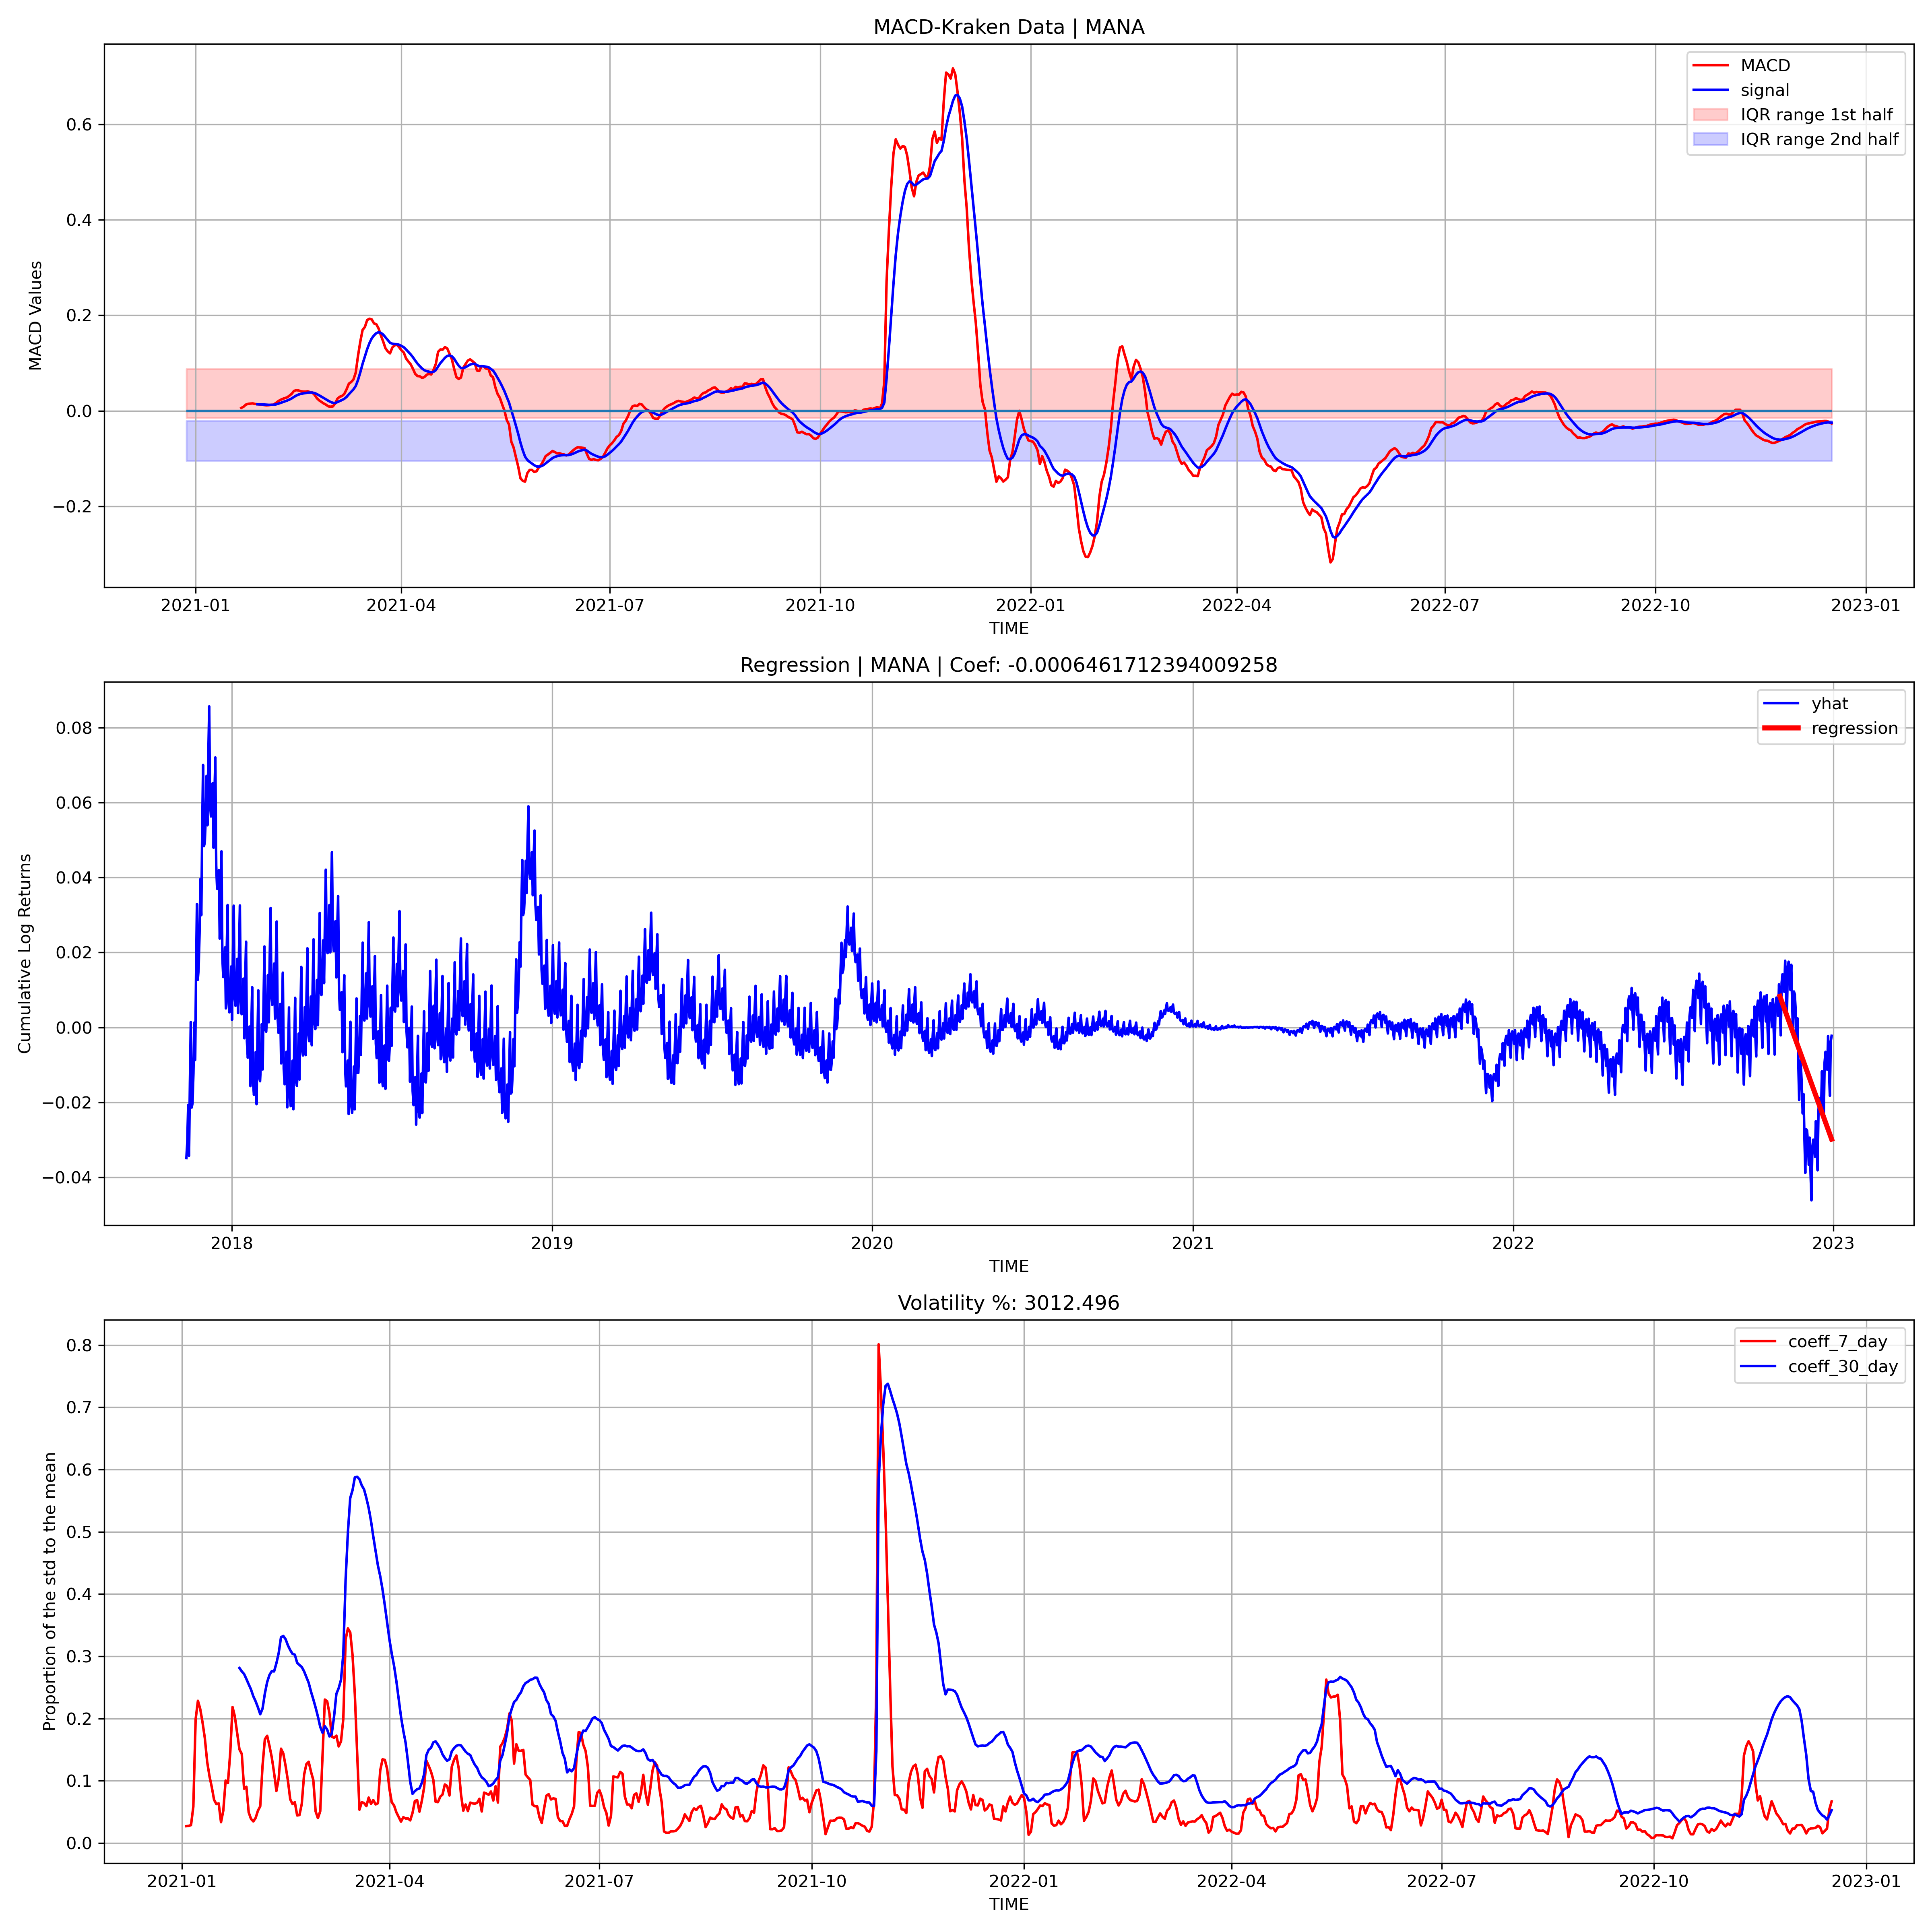 MACD-Kraken Data | MANA
MACD Values
0.6
0.4
0.2
0.0
−0.2
MACD
signal
IQR range 1st half
IQR range 2nd half
2021-01 2021-04 2021-07 2021-10 2022-01 2022-04 2022-07 2022-10 2023-01
TIME
Regression | MANA | Coef: -0.0006461712394009258
Cumulative Log Returns
0.08
0.06
0.04
0.02
0.00
−0.02
−0.04
yhat
regression
2018 2019 2020 2021 2022 2023
TIME
Volatility %: 3012.496
Proportion of the std to the mean
0.8
0.7
0.6
0.5
0.4
0.3
0.2
0.1
0.0
coeff_7_day
coeff_30_day
2021-01 2021-04 2021-07 2021-10 2022-01 2022-04 2022-07 2022-10 2023-01
TIME